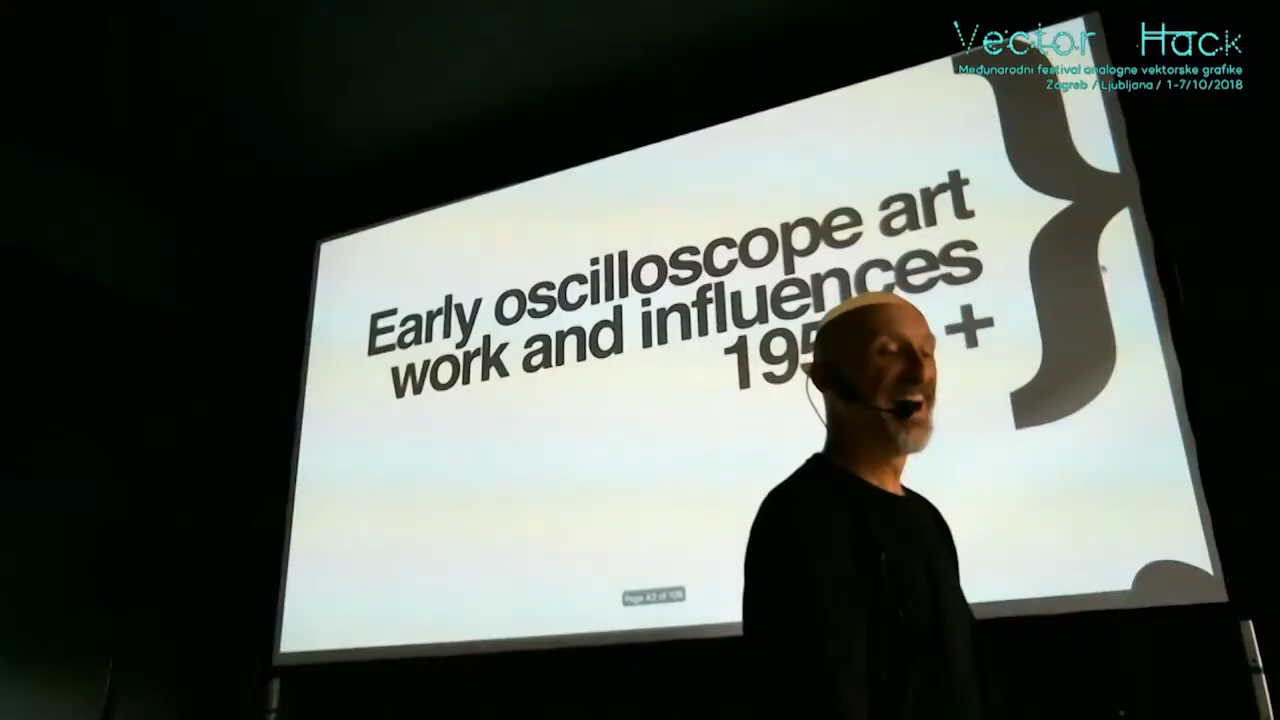 Vector Hack
Međunarodni festival analogne vektorske grafike
Zagreb / Ljubljana / 1-7/10/2018
Early oscilloscope art
work and influences
195 +
}